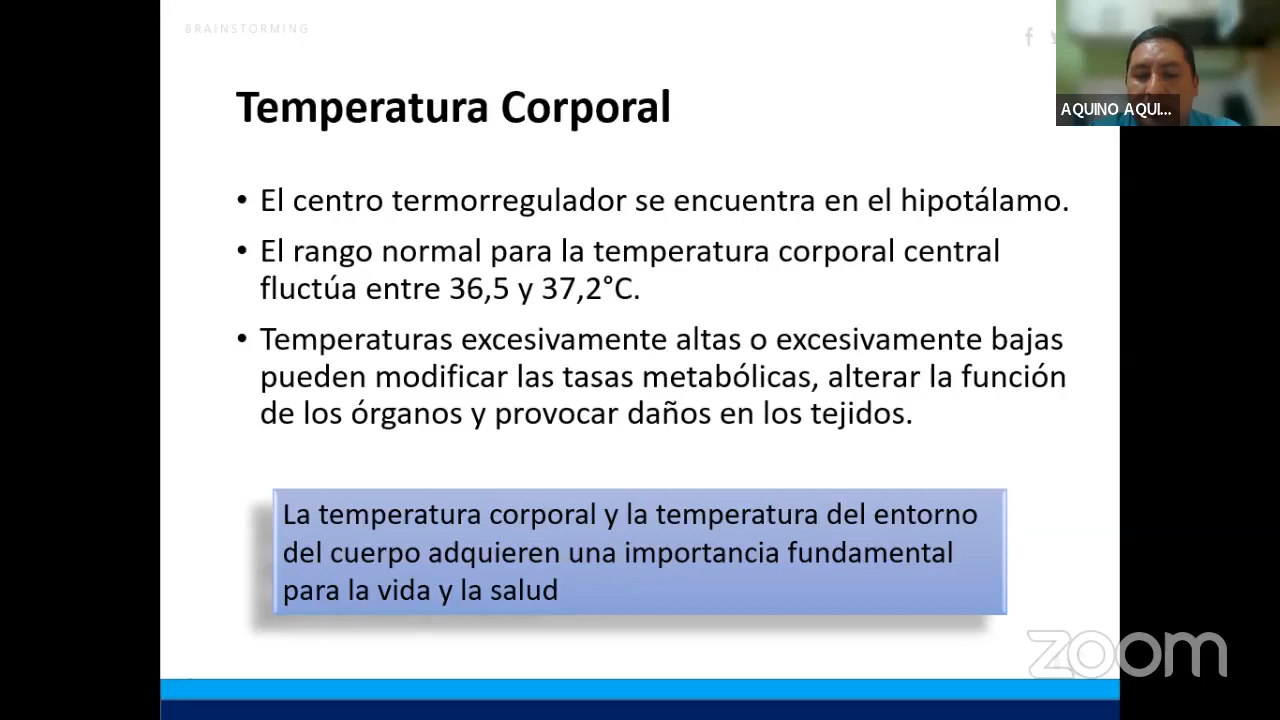 BRAINSTORMING
AQUINO AQUI...
Temperatura Corporal
• El centro termorregulador se encuentra en el hipotálamo.
• El rango normal para la temperatura corporal central
fluctúa entre 36,5 y 37,2°C.
• Temperaturas excesivamente altas o excesivamente bajas
pueden modificar las tasas metabólicas, alterar la función
de los órganos y provocar daños en los tejidos.
La temperatura corporal y la temperatura del entorno
del cuerpo adquieren una importancia fundamental
para la vida y la salud
zoom